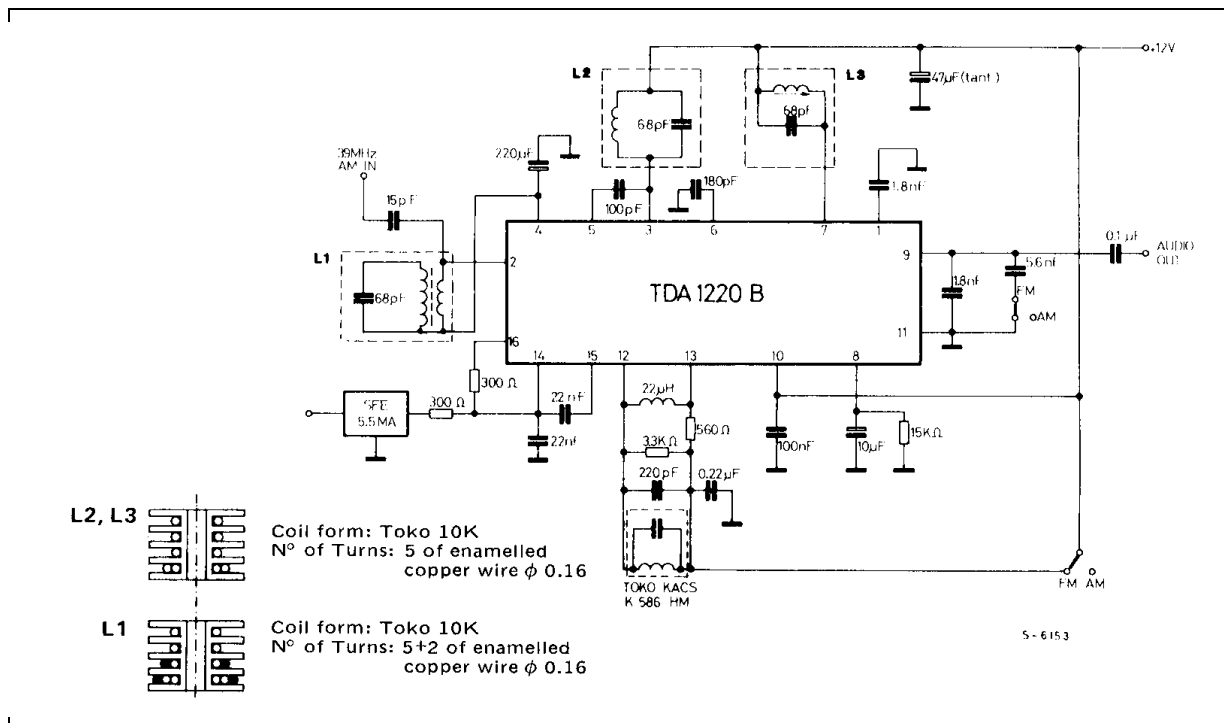 +12V
L2
L3
47µF(tant.)
68pF
68pF
39MHz
AM IN
220µF
180pF
1.8nF
15pF
100pF
4
5
3
6
7
1
L1
2
9
0.1µF
AUDIO
OUT
5.6nf
68pF
TDA 1220 B
1.8nF
FM
oAM
16
11
14
15
12
13
10
8
300 Ω
22µH
SFE
5.5MA
300 Ω
22nF
560Ω
22nf
3.3KΩ
100nF
10µF
15KΩ
220pF
0.22µF
L2, L3
Coil form: Toko 10K
Nº of Turns: 5 of enamelled
copper wire ϕ 0.16
TOKO KACS
K 586 HM
FM AM
L1
Coil form: Toko 10K
Nº of Turns: 5+2 of enamelled
copper wire ϕ 0.16
S-6153